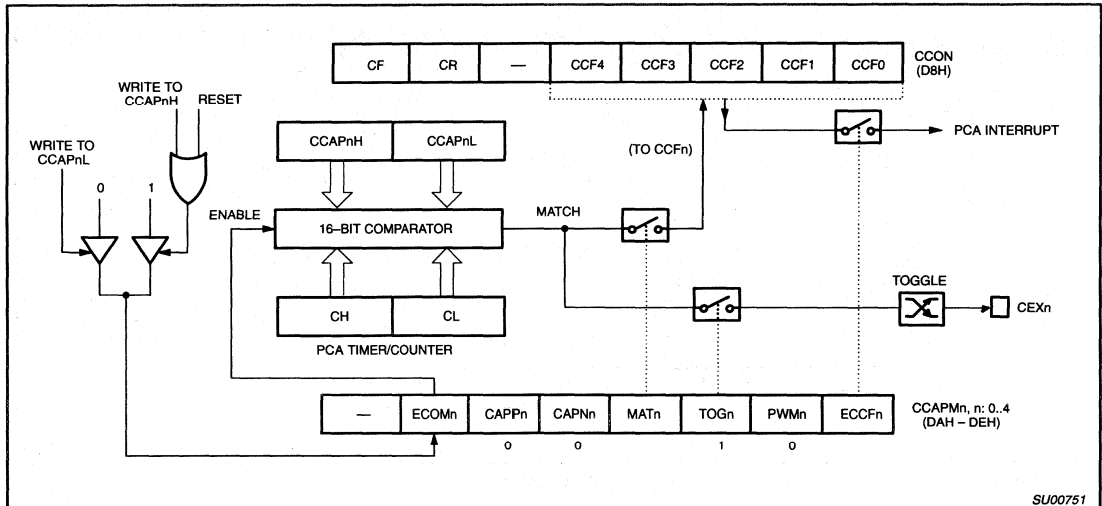 CF CR — CCF4 CCF3 CCF2 CCF1 CCF0
CCON
(D8H)
WRITE TO
CCAPnH
RESET
WRITE TO
CCAPnL
0 1
CCAPnH CCAPnL
(TO CCFn)
PCA INTERRUPT
ENABLE
16–BIT COMPARATOR
MATCH
TOGGLE
CEXn
CH CL
PCA TIMER/COUNTER
— ECOMn CAPPn CAPNn MATn TOGn PWMn ECCFn
CCAPMn, n: 0..4
(DAH – DEH)
0 0 1 0
SU00751